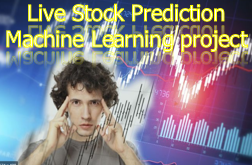 Live Stock Prediction
Machine Learning project